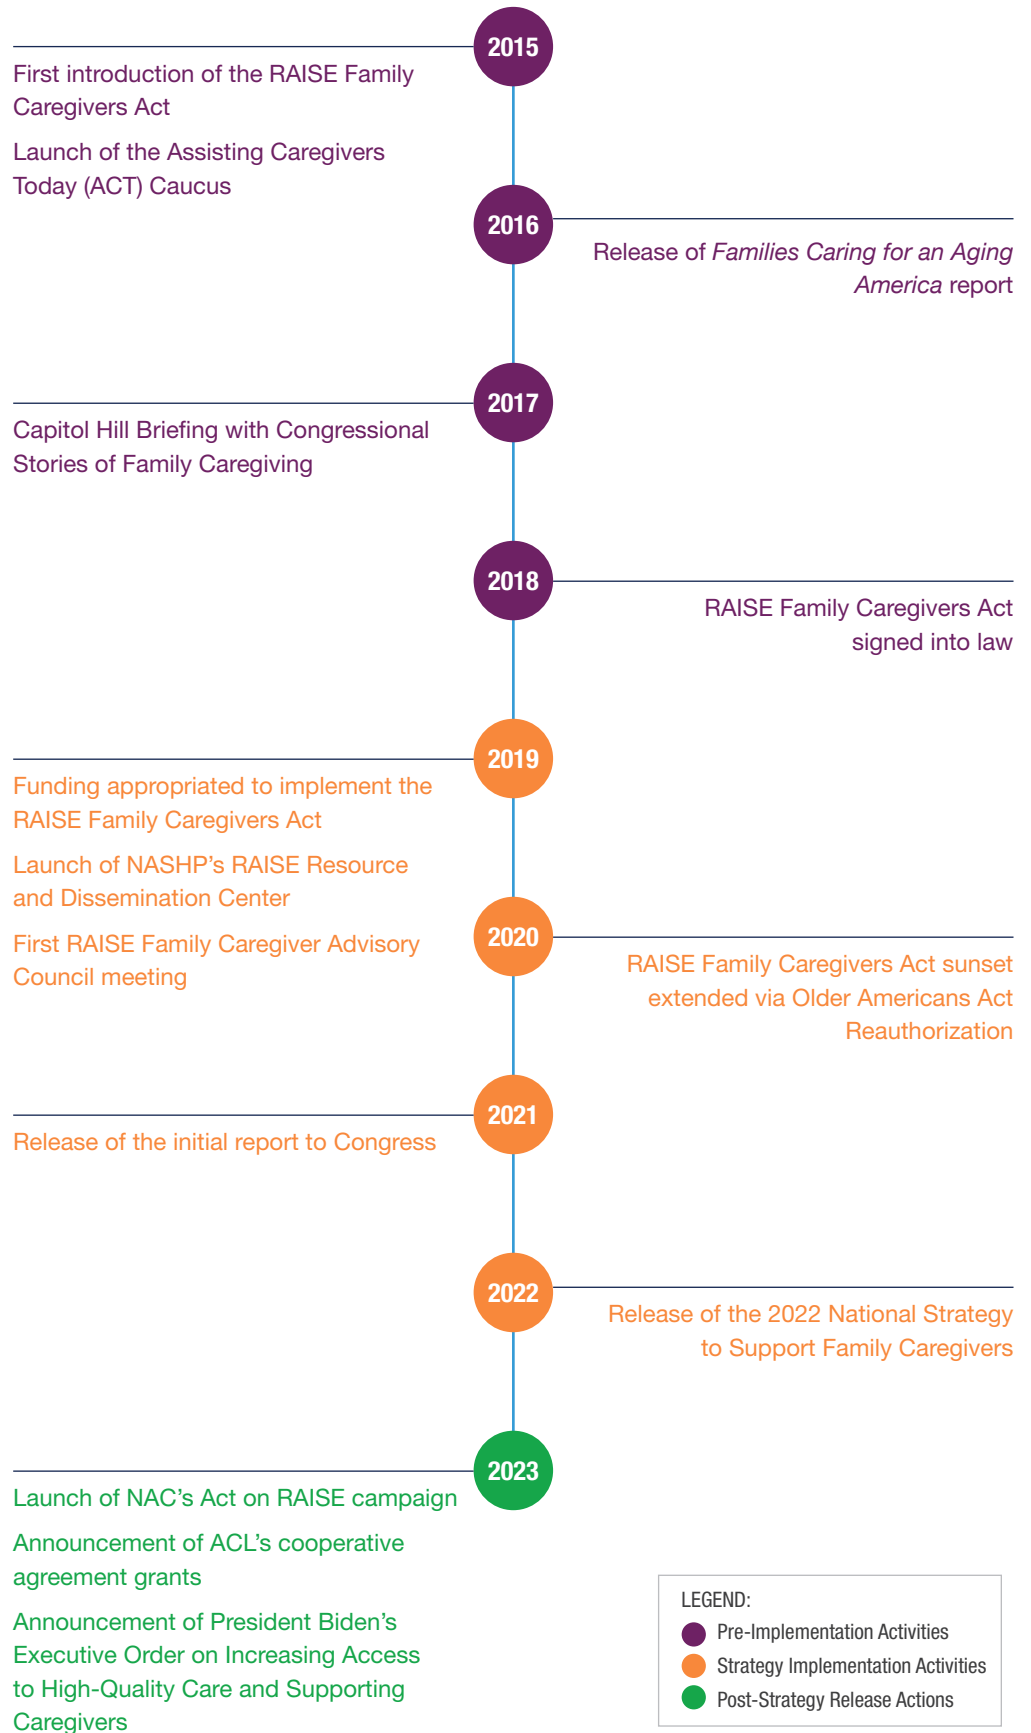 2015
First introduction of the RAISE Family
Caregivers Act
Launch of the Assisting Caregivers
Today (ACT) Caucus
2016
Release of Families Caring for an Aging
America report
2017
Capitol Hill Briefing with Congressional
Stories of Family Caregiving
2018
RAISE Family Caregivers Act
signed into law
2019
Funding appropriated to implement the
RAISE Family Caregivers Act
Launch of NASHP’s RAISE Resource
and Dissemination Center
First RAISE Family Caregiver Advisory
Council meeting
2020
RAISE Family Caregivers Act sunset
extended via Older Americans Act
Reauthorization
2021
Release of the initial report to Congress
2022
Release of the 2022 National Strategy
to Support Family Caregivers
2023
Launch of NAC’s Act on RAISE campaign
Announcement of ACL’s cooperative
agreement grants
Announcement of President Biden’s
Executive Order on Increasing Access
to High-Quality Care and Supporting
Caregivers
LEGEND:
Pre-Implementation Activities
Strategy Implementation Activities
Post-Strategy Release Actions